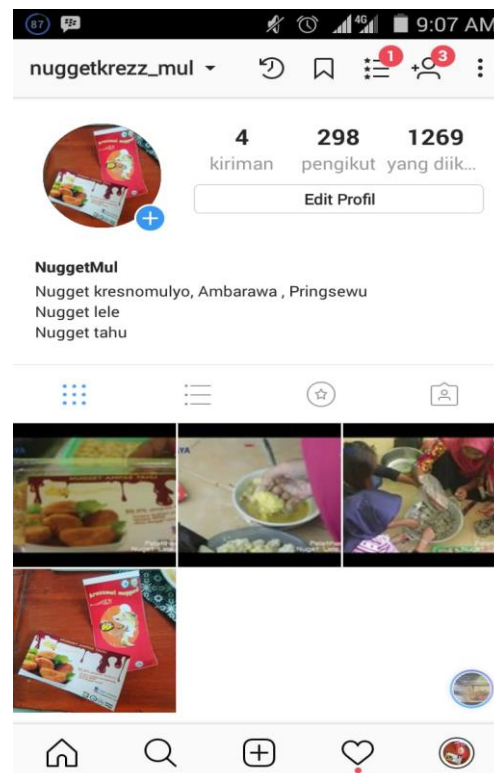 87 4G 9:07 AM
nuggetkrezz_mul 1 3
4 298 1269
kiriman pengikut yang diik...
Edit Profil
NuggetMul
Nugget kresnomulyo, Ambarawa , Pringsewu
Nugget lele
Nugget tahu